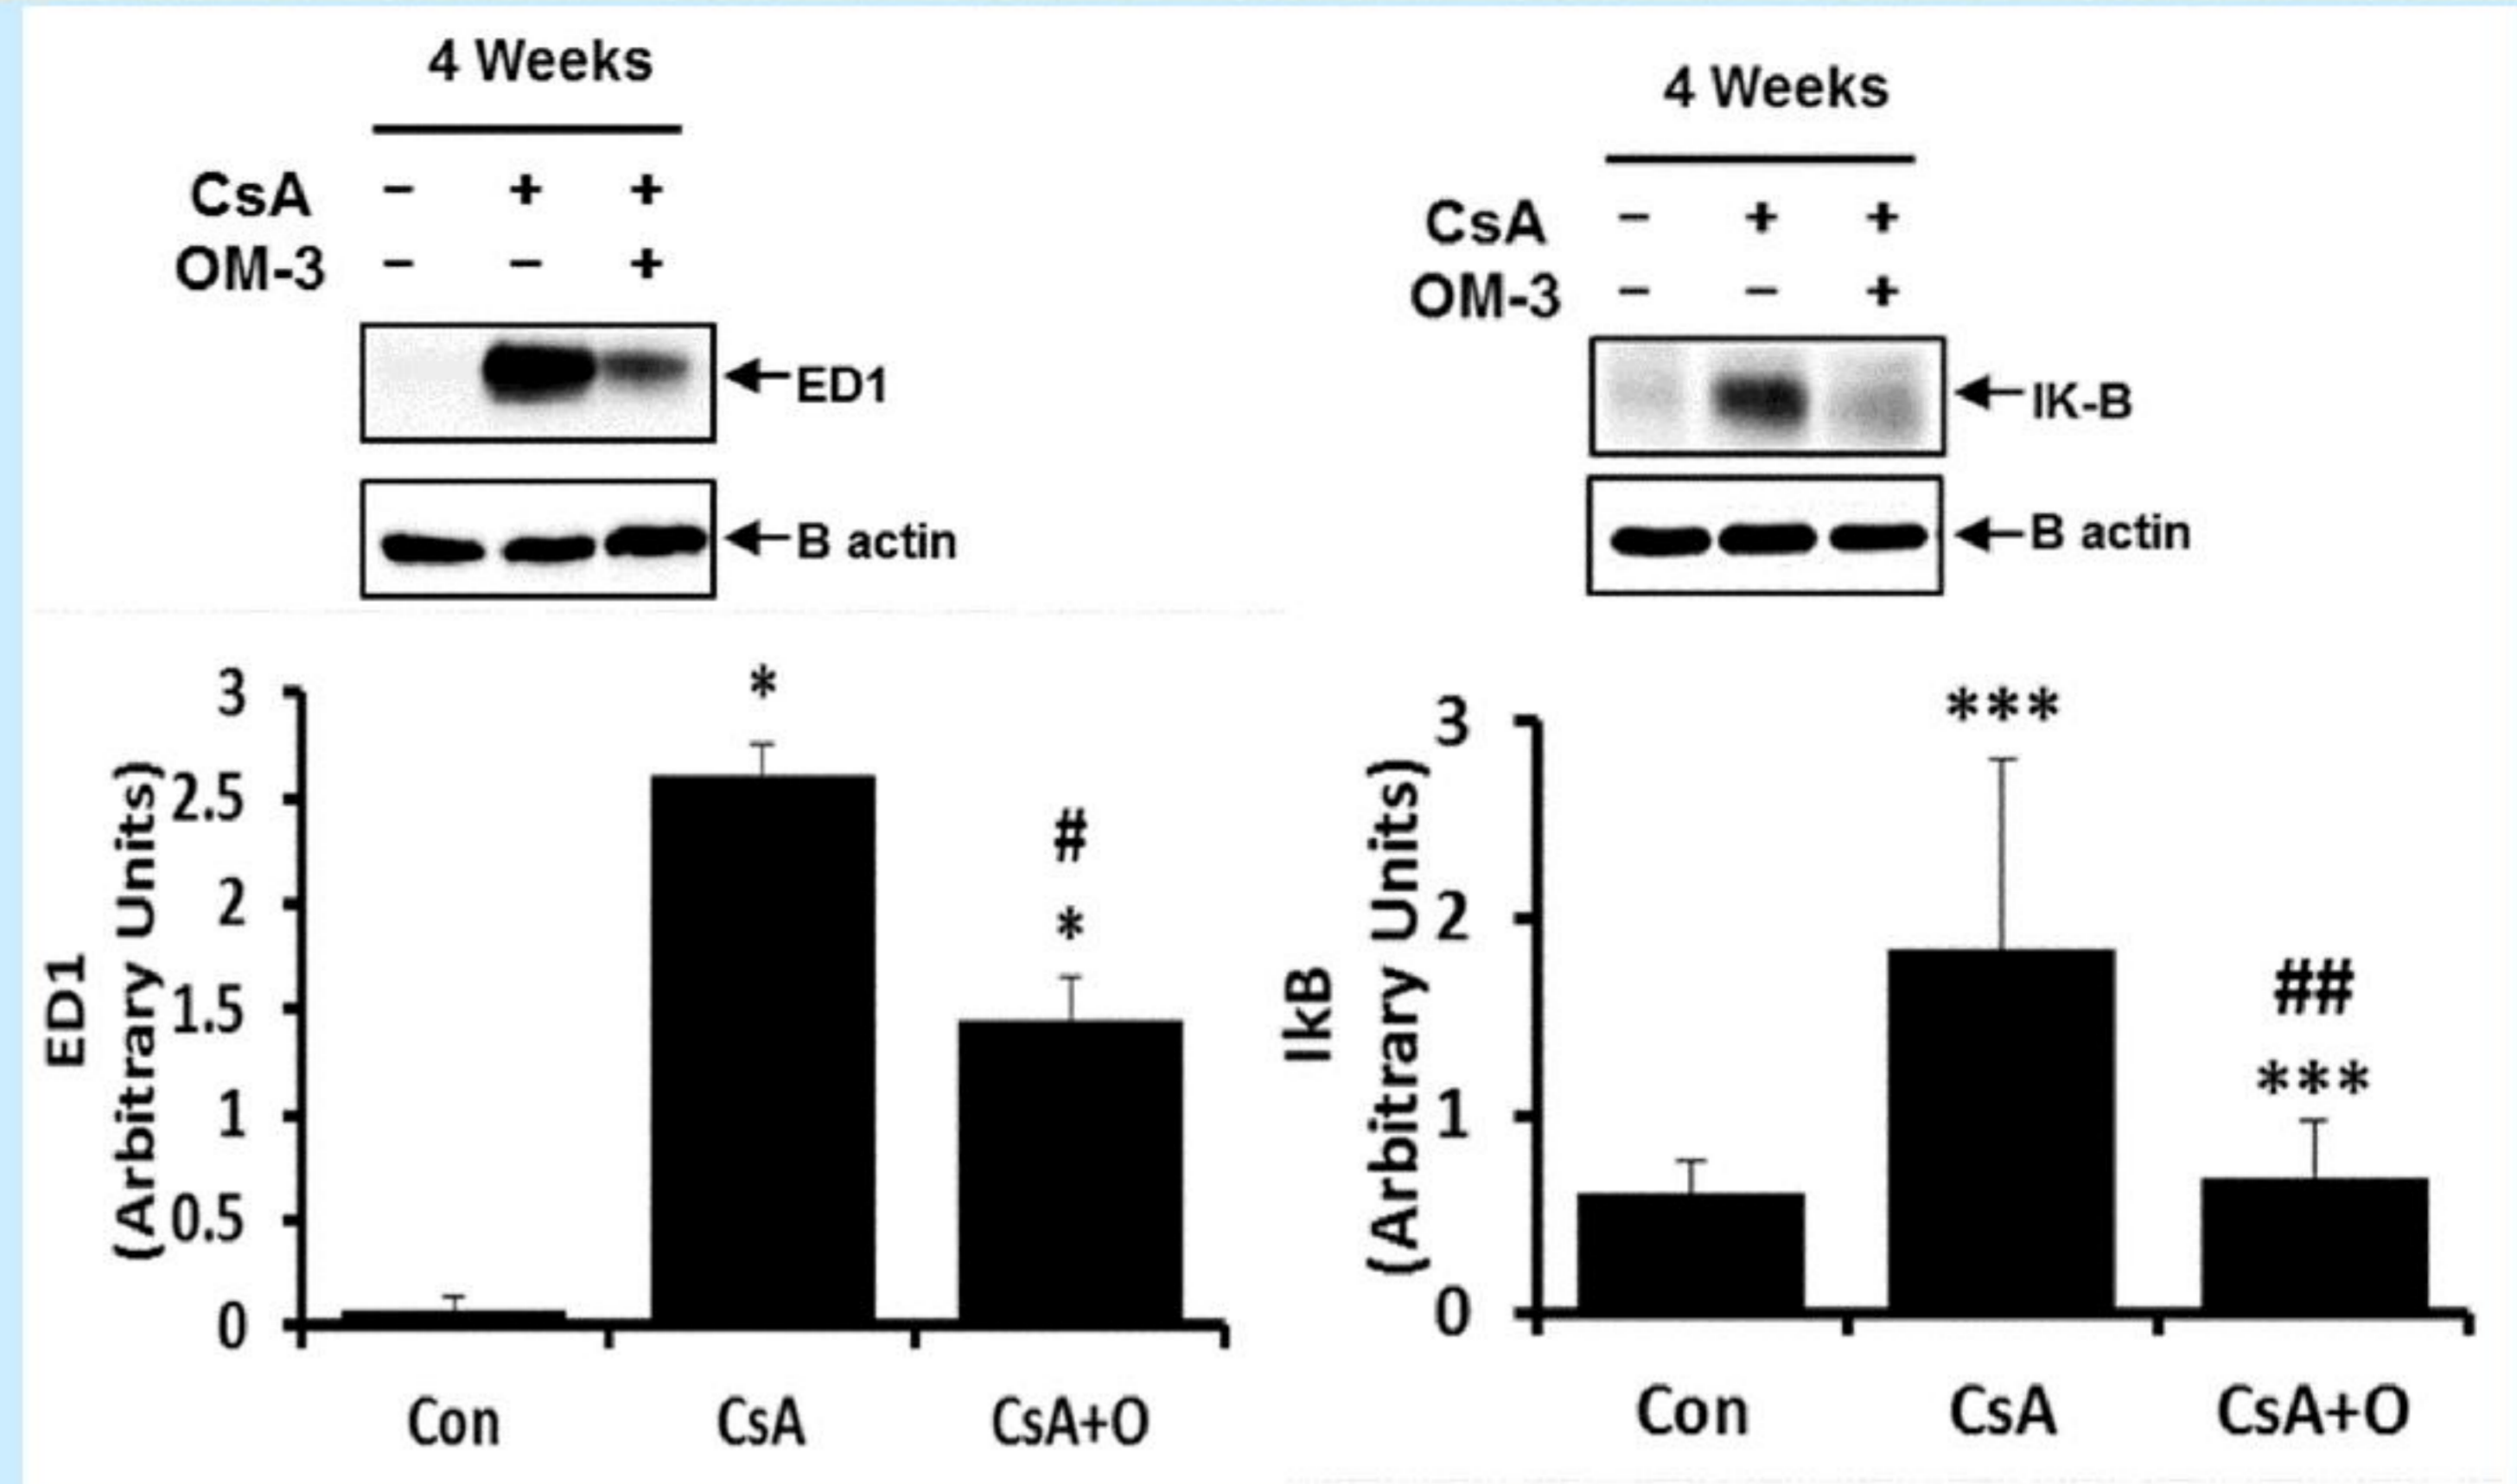 4 Weeks
CsA − + +
OM-3 − − +
ED1
B actin
ED1
(Arbitrary Units)
3
2.5
2
1.5
1
0.5
0
*
#
*
Con CsA CsA+O
4 Weeks
CsA − + +
OM-3 − − +
IK-B
B actin
IkB
(Arbitrary Units)
3
2
1
0
***
##
***
Con CsA CsA+O